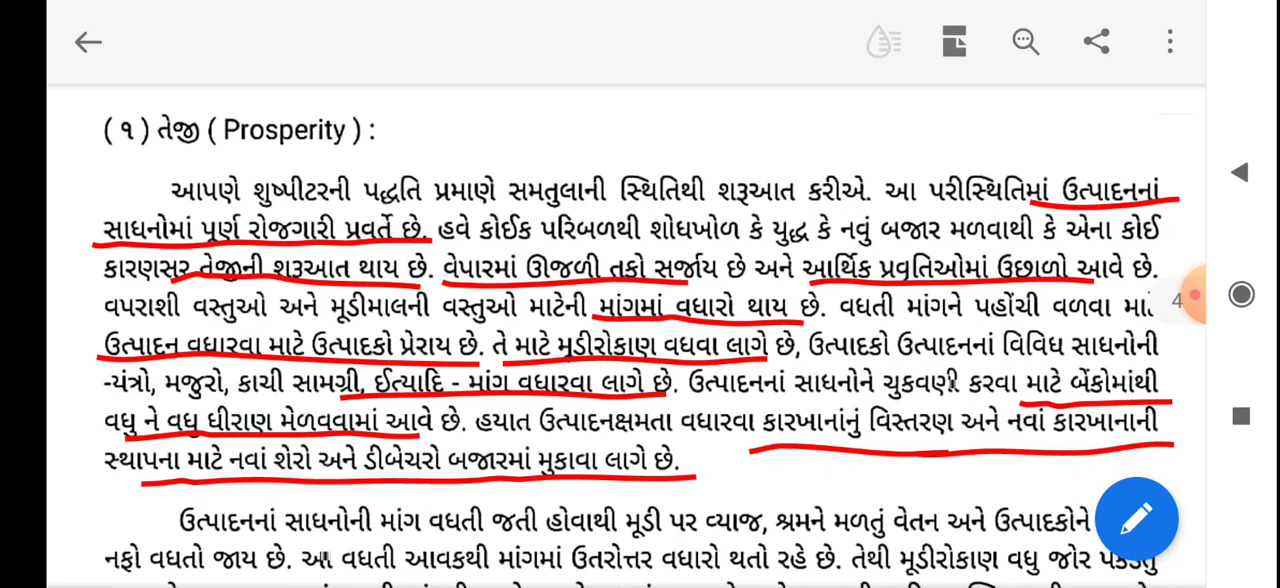 ( ૧ ) તેજી ( Prosperity ) :
આપણે શુષ્પીટરની પદ્ધતિ પ્રમાણે સમતુલાની સ્થિતિથી શરૂઆત કરીએ. આ પરીસ્થિતિમાં ઉત્પાદનનાં
સાધનોમાં પૂર્ણ રોજગારી પ્રવર્તે છે. હવે કોઈક પરિબળથી શોધખોળ કે યુદ્ધ કે નવું બજાર મળવાથી કે એના કોઈ
કારણસર તેજીની શરૂઆત થાય છે. વેપારમાં ઊજળી તકો સર્જાય છે અને આર્થિક પ્રવૃતિઓમાં ઉછાળો આવે છે.
વપરાશી વસ્તુઓ અને મૂડીમાલની વસ્તુઓ માટેની માંગમાં વધારો થાય છે. વધતી માંગને પહોંચી વળવા
4
ઉત્પાદન વધારવા માટે ઉત્પાદકો પ્રેરાય છે. તે માટે મૂડીરોકાણ વધવા લાગે છે, ઉત્પાદકો ઉત્પાદનનાં વિવિધ સાધનોની
-યંત્રો, મજુરો, કાચી સામગ્રી, ઈત્યાદિ - માંગ વધારવા લાગે છે. ઉત્પાદનનાં સાધનોને ચુકવણી કરવા માટે બેંકોમાંથી
વધુ ને વધુ ધીરાણ મેળવવામાં આવે છે. હયાત ઉત્પાદનક્ષમતા વધારવા કારખાનાંનું વિસ્તરણ અને નવાં કારખાનાની
સ્થાપના માટે નવાં શેરો અને ડીબેચરો બજારમાં મુકાવા લાગે છે.
ઉત્પાદનનાં સાધનોની માંગ વધતી જતી હોવાથી મૂડી પર વ્યાજ, શ્રમને મળતું વેતન અને ઉત્પાદકોને
નફો વધતો જાય છે. આ વધતી આવકથી માંગમાં ઉતરોત્તર વધારો થતો રહે છે. તેથી મૂડીરોકાણ વધુ જોર